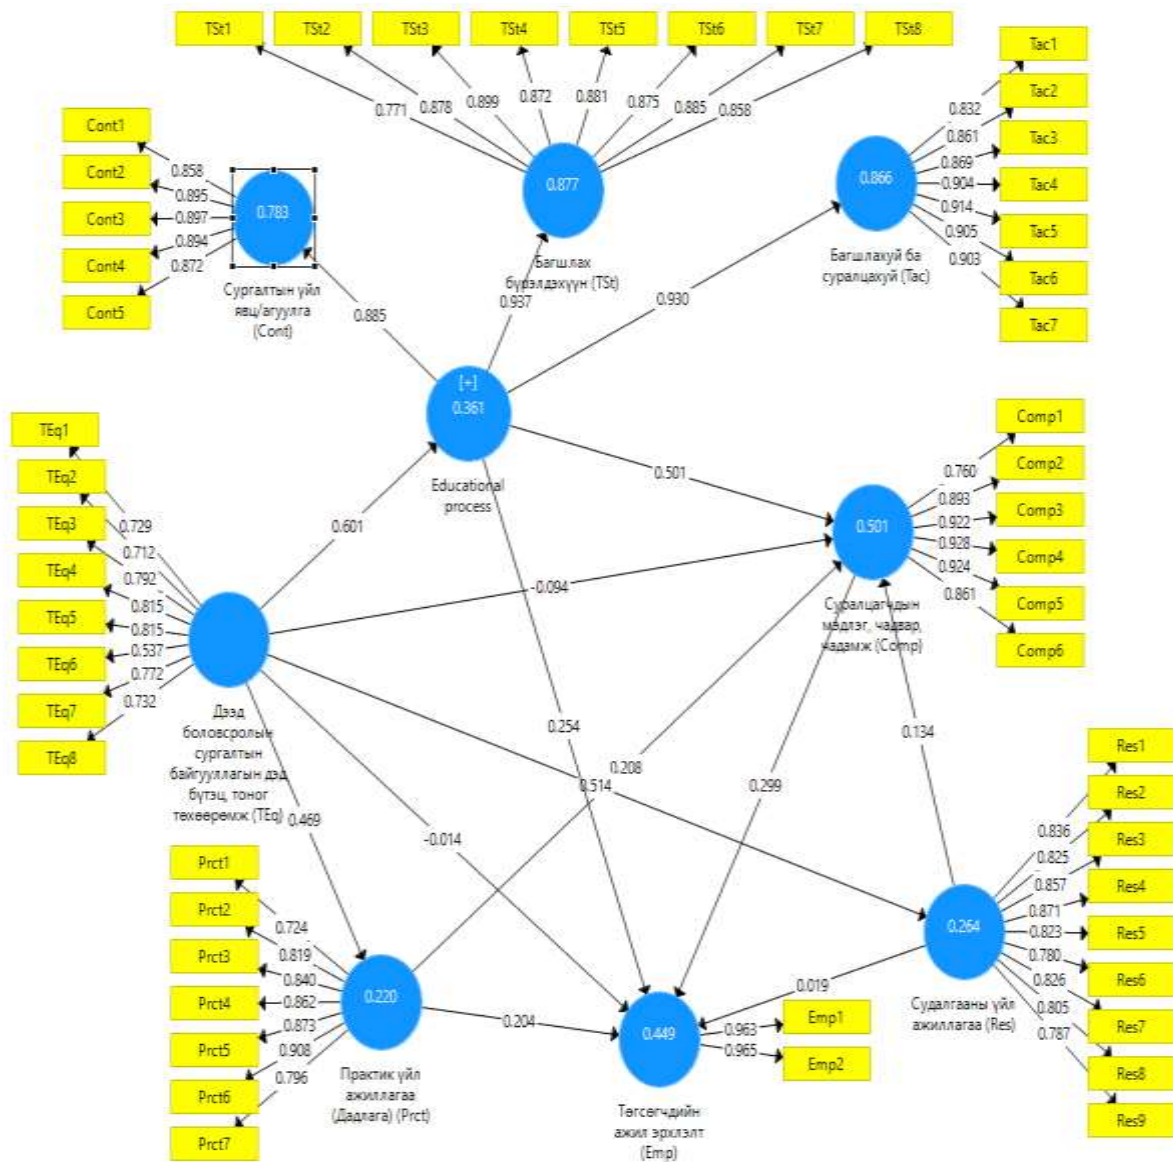 TSt1
TSt2
TSt3
TSt4
TSt5
TSt6
TSt7
TSt8
0.771
0.878
0.899
0.872
0.881
0.875
0.885
0.858
0.877
Багшлах
бүрэлдэхүүн (TSt)
Tac1
Tac2
Tac3
Tac4
Tac5
Tac6
Tac7
0.832
0.861
0.869
0.904
0.914
0.905
0.903
0.866
Багшлахуй ба
суралцахуй (Tac)
Cont1
Cont2
Cont3
Cont4
Cont5
0.858
0.895
0.897
0.894
0.872
0.783
Сургалтын үйл
явц/агуулга
(Cont)
0.885
0.937
0.930
[+]
0.361
Educational
process
TEq1
TEq2
TEq3
TEq4
TEq5
TEq6
TEq7
TEq8
0.729
0.712
0.792
0.815
0.815
0.537
0.772
0.732
Дээд
боловсролын
сургалтын
байгууллагын дэд
бүтэц, тоног
төхөөрөмж (TEq)
0.601
0.501
-0.094
Comp1
Comp2
Comp3
Comp4
Comp5
Comp6
0.760
0.893
0.922
0.928
0.924
0.861
0.501
Суралцагчдын
мэдлэг, чадвар,
чадамж (Comp)
0.254
0.208
0.514
0.299
0.134
0.469
-0.014
Prct1
Prct2
Prct3
Prct4
Prct5
Prct6
Prct7
0.724
0.819
0.840
0.862
0.873
0.908
0.796
0.220
Практик үйл
ажиллагаа
(Дадлага) (Prct)
0.204
0.019
0.449
0.963
0.965
Emp1
Emp2
Төгсөгчдийн
ажил эрхлэлт
(Emp)
Res1
Res2
Res3
Res4
Res5
Res6
Res7
Res8
Res9
0.836
0.825
0.857
0.871
0.823
0.780
0.826
0.805
0.787
0.264
Судалгааны үйл
ажиллагаа (Res)